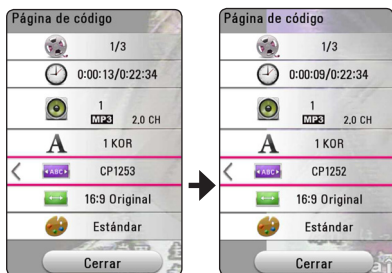 Página de código
1/3
0:00:13/0:22:34
1
MP3 2.0 CH
A 1 KOR
ABC CP1253
16:9 Original
Estándar
Cerrar
Página de código
1/3
0:00:09/0:22:34
1
MP3 2.0 CH
A 1 KOR
ABC CP1252
16:9 Original
Estándar
Cerrar